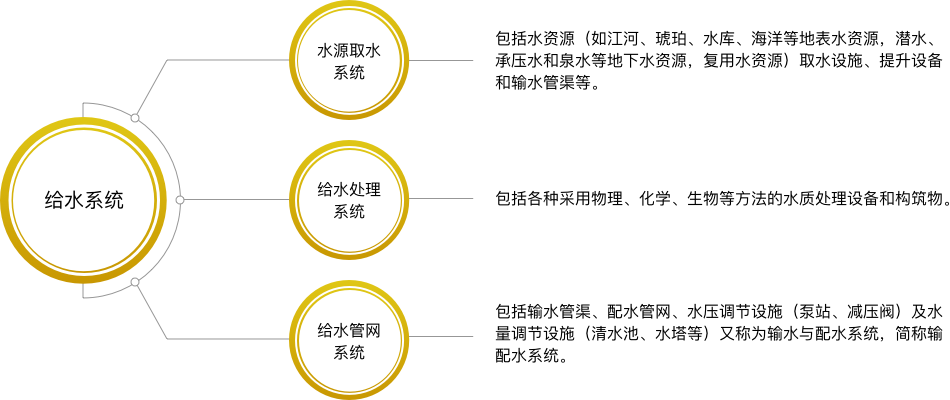 给水系统
水源取水
系统
包括水资源（如江河、琥珀、水库、海洋等地表水资源，潜水、
承压水和泉水等地下水资源，复用水资源）取水设施、提升设备
和输水管渠等。
给水处理
系统
包括各种采用物理、化学、生物等方法的水质处理设备和构筑物。
给水管网
系统
包括输水管渠、配水管网、水压调节设施（泵站、减压阀）及水
量调节设施（清水池、水塔等）又称为输水与配水系统，简称输
配水系统。